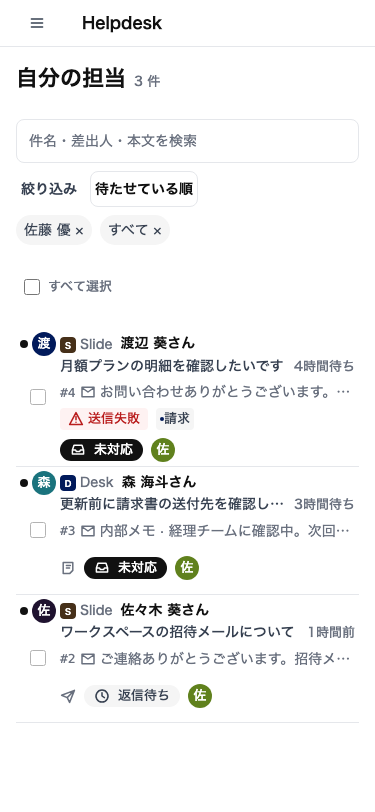 Helpdesk
自分の担当 3 件
件名・差出人・本文を検索
絞り込み 待たせている順
佐藤 優 × すべて ×
すべて選択
渡 S Slide 渡辺 葵さん
月額プランの明細を確認したいです 4時間待ち
#4 お問い合わせありがとうございます。…
送信失敗 •請求
未対応 佐
森 D Desk 森 海斗さん
更新前に請求書の送付先を確認し… 3時間待ち
#3 内部メモ · 経理チームに確認中。次回…
未対応 佐
佐 S Slide 佐々木 葵さん
ワークスペースの招待メールについて 1時間前
#2 ご連絡ありがとうございます。招待メ…
返信待ち 佐